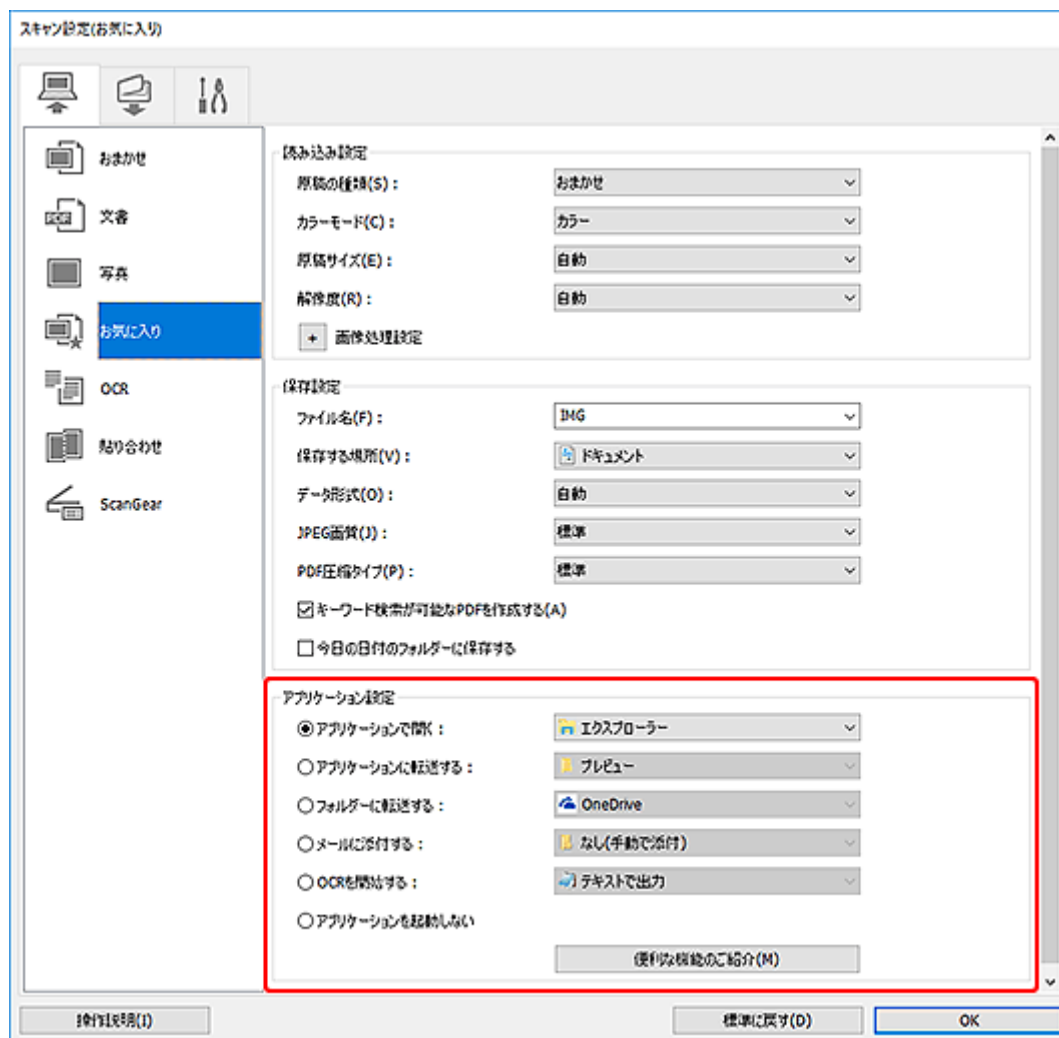 スキャン設定(お気に入り)
おまかせ
文書
写真
お気に入り
OCR
貼り合わせ
ScanGear
読み込み設定
原稿の種類(S) : おまかせ
カラーモード(C) : カラー
原稿サイズ(E) : 自動
解像度(R) : 自動
+ 画像処理設定
保存設定
ファイル名(F) : IMG
保存する場所(V) : ドキュメント
データ形式(O) : 自動
JPEG画質(J) : 標準
PDF圧縮タイプ(P) : 標準
キーワード検索が可能なPDFを作成する(A)
今日の日付のフォルダーに保存する
アプリケーション設定
アプリケーションで開く : エクスプローラー
アプリケーションに転送する : プレビュー
フォルダーに転送する : OneDrive
メールに添付する : なし(手動で添付)
OCRを開始する : テキストで出力
アプリケーションを起動しない
便利な機能のご紹介(M)
操作説明(I) 標準に戻す(D) OK